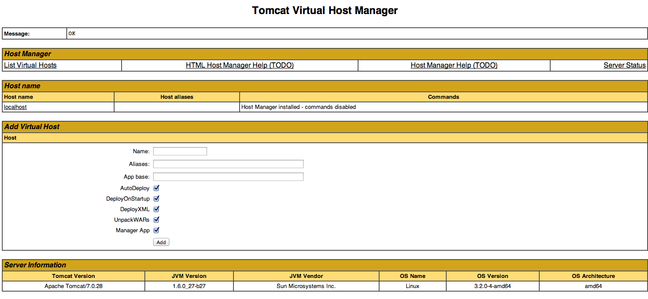 Tomcat Virtual Host Manager
Message: OK
Host Manager
List Virtual Hosts HTML Host Manager Help (TODO) Host Manager Help (TODO) Server Status
Host name
Host name Host aliases Commands
localhost Host Manager installed - commands disabled
Add Virtual Host
Host
Name:
Aliases:
App base:
AutoDeploy
DeployOnStartup
DeployXML
UnpackWARs
Manager App
Add
Server Information
Tomcat Version JVM Version JVM Vendor OS Name OS Version OS Architecture
Apache Tomcat/7.0.28 1.6.0_27-b27 Sun Microsystems Inc. Linux 3.2.0-4-amd64 amd64